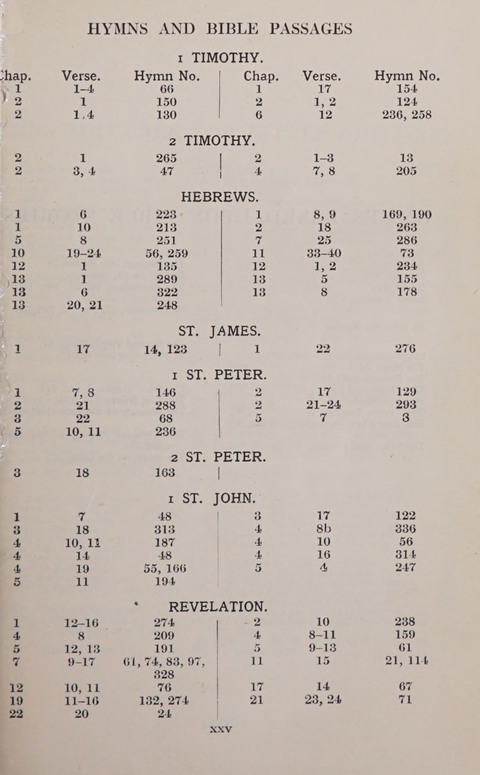 HYMNS AND BIBLE PASSAGES
1 TIMOTHY.
Chap. Verse. Hymn No. Chap. Verse. Hymn No.
1 1–4 66 1 17 154
2 1 150 2 1, 2 124
2 1.4 130 6 12 236, 258
2 TIMOTHY.
2 1 265 2 1–3 13
2 3, 4 47 4 7, 8 205
HEBREWS.
1 6 223 1 8, 9 169, 190
1 10 213 2 18 263
5 8 251 7 25 286
10 19–24 56, 259 11 33–40 73
12 1 135 12 1, 2 234
13 1 289 13 5 155
13 6 322 13 8 178
13 20, 21 248
ST. JAMES.
1 17 14, 123 1 22 276
1 ST. PETER.
1 7, 8 146 2 17 129
2 21 288 2 21–24 293
3 22 68 5 7 3
5 10, 11 236
2 ST. PETER.
3 18 163
1 ST. JOHN.
1 7 48 3 17 122
3 18 313 4 8b 336
4 10, 11 187 4 10 56
4 14 48 4 16 314
4 19 55, 166 5 4 247
5 11 194
REVELATION.
1 12–16 274 2 10 238
4 8 209 4 8–11 159
5 12, 13 191 5 9–13 61
7 9–17 61, 74, 83, 97, 11 15 21, 114
328
12 10, 11 76 17 14 67
19 11–16 132, 274 21 23, 24 71
22 20 24
XXV